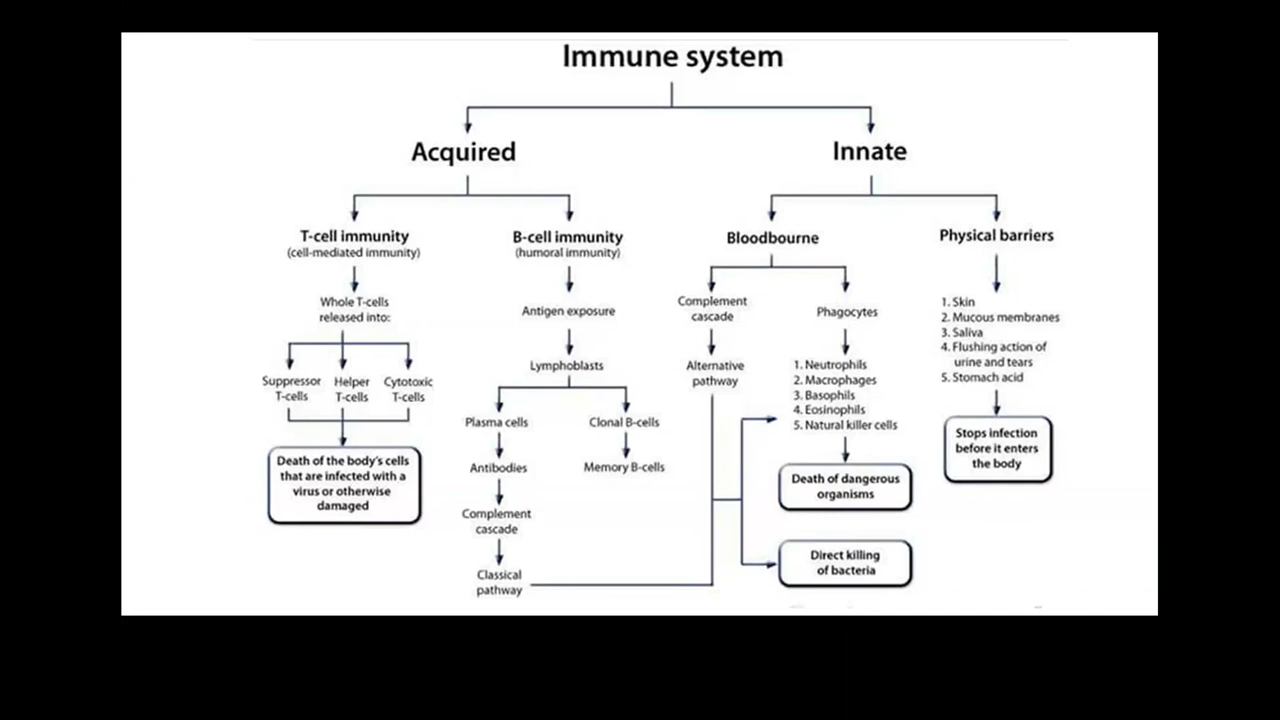 Immune system
Acquired
Innate
T-cell immunity
(cell-mediated immunity)
B-cell immunity
(humoral immunity)
Bloodbourne
Physical barriers
Whole T-cells
released into:
Antigen exposure
Complement
cascade
Phagocytes
1. Skin
2. Mucous membranes
3. Saliva
4. Flushing action of
urine and tears
5. Stomach acid
Suppressor
T-cells
Helper
T-cells
Cytotoxic
T-cells
Lymphoblasts
Alternative
pathway
1. Neutrophils
2. Macrophages
3. Basophils
4. Eosinophils
5. Natural killer cells
Plasma cells
Clonal B-cells
Death of the body's cells
that are infected with a
virus or otherwise
damaged
Antibodies
Memory B-cells
Stops infection
before it enters
the body
Death of dangerous
organisms
Complement
cascade
Classical
pathway
Direct killing
of bacteria